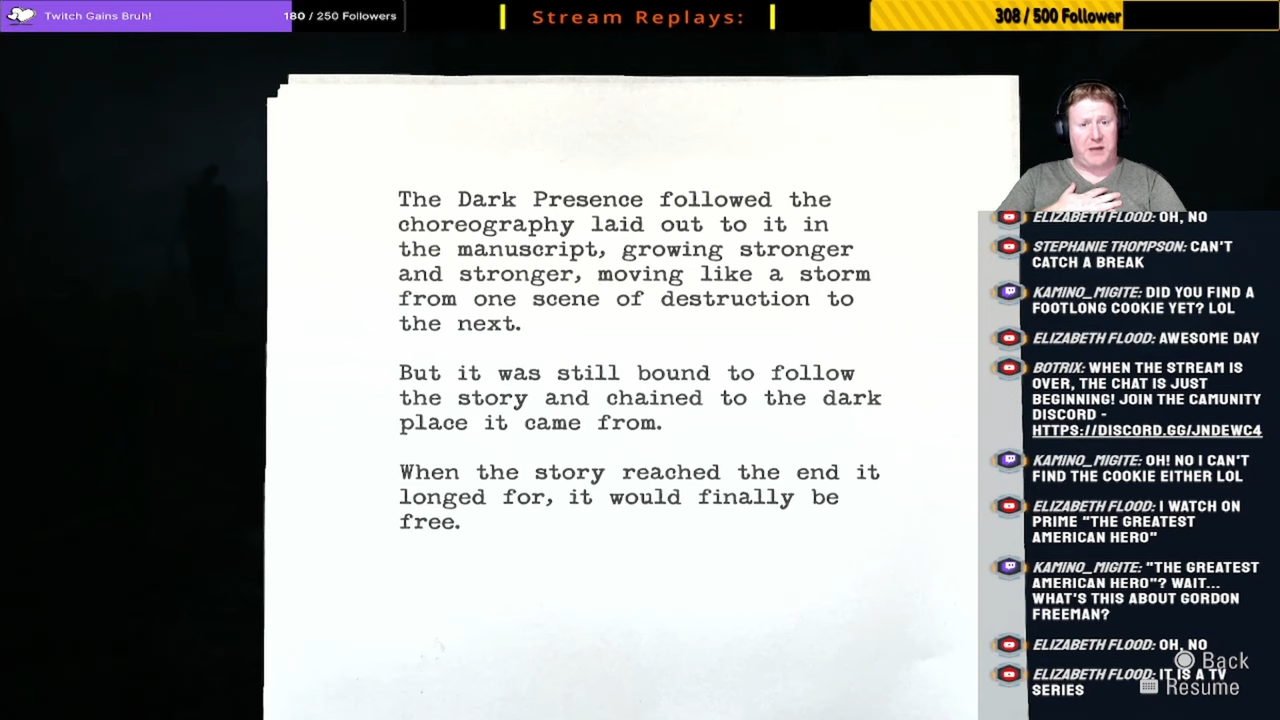 Twitch Gains Bruh!
180 / 250 Followers
Stream Replays:
308 / 500 Follower
The Dark Presence followed the
choreography laid out to it in
the manuscript, growing stronger
and stronger, moving like a storm
from one scene of destruction to
the next.
But it was still bound to follow
the story and chained to the dark
place it came from.
When the story reached the end it
longed for, it would finally be
free.
ELIZABETH FLOOD: OH, NO
STEPHANIE THOMPSON: CAN'T
CATCH A BREAK
KAMINO_MIGITE: DID YOU FIND A
FOOTLONG COOKIE YET? LOL
ELIZABETH FLOOD: AWESOME DAY
BOTRIX: WHEN THE STREAM IS
OVER, THE CHAT IS JUST
BEGINNING! JOIN THE CAMUNITY
DISCORD -
HTTPS://DISCORD.GG/JNDEWC4
KAMINO_MIGITE: OH! NO I CAN'T
FIND THE COOKIE EITHER LOL
ELIZABETH FLOOD: I WATCH ON
PRIME "THE GREATEST
AMERICAN HERO"
KAMINO_MIGITE: "THE GREATEST
AMERICAN HERO"? WAIT...
WHAT'S THIS ABOUT GORDON
FREEMAN?
ELIZABETH FLOOD: OH, NO
ELIZABETH FLOOD: IT IS A TV
SERIES
Back
Resume